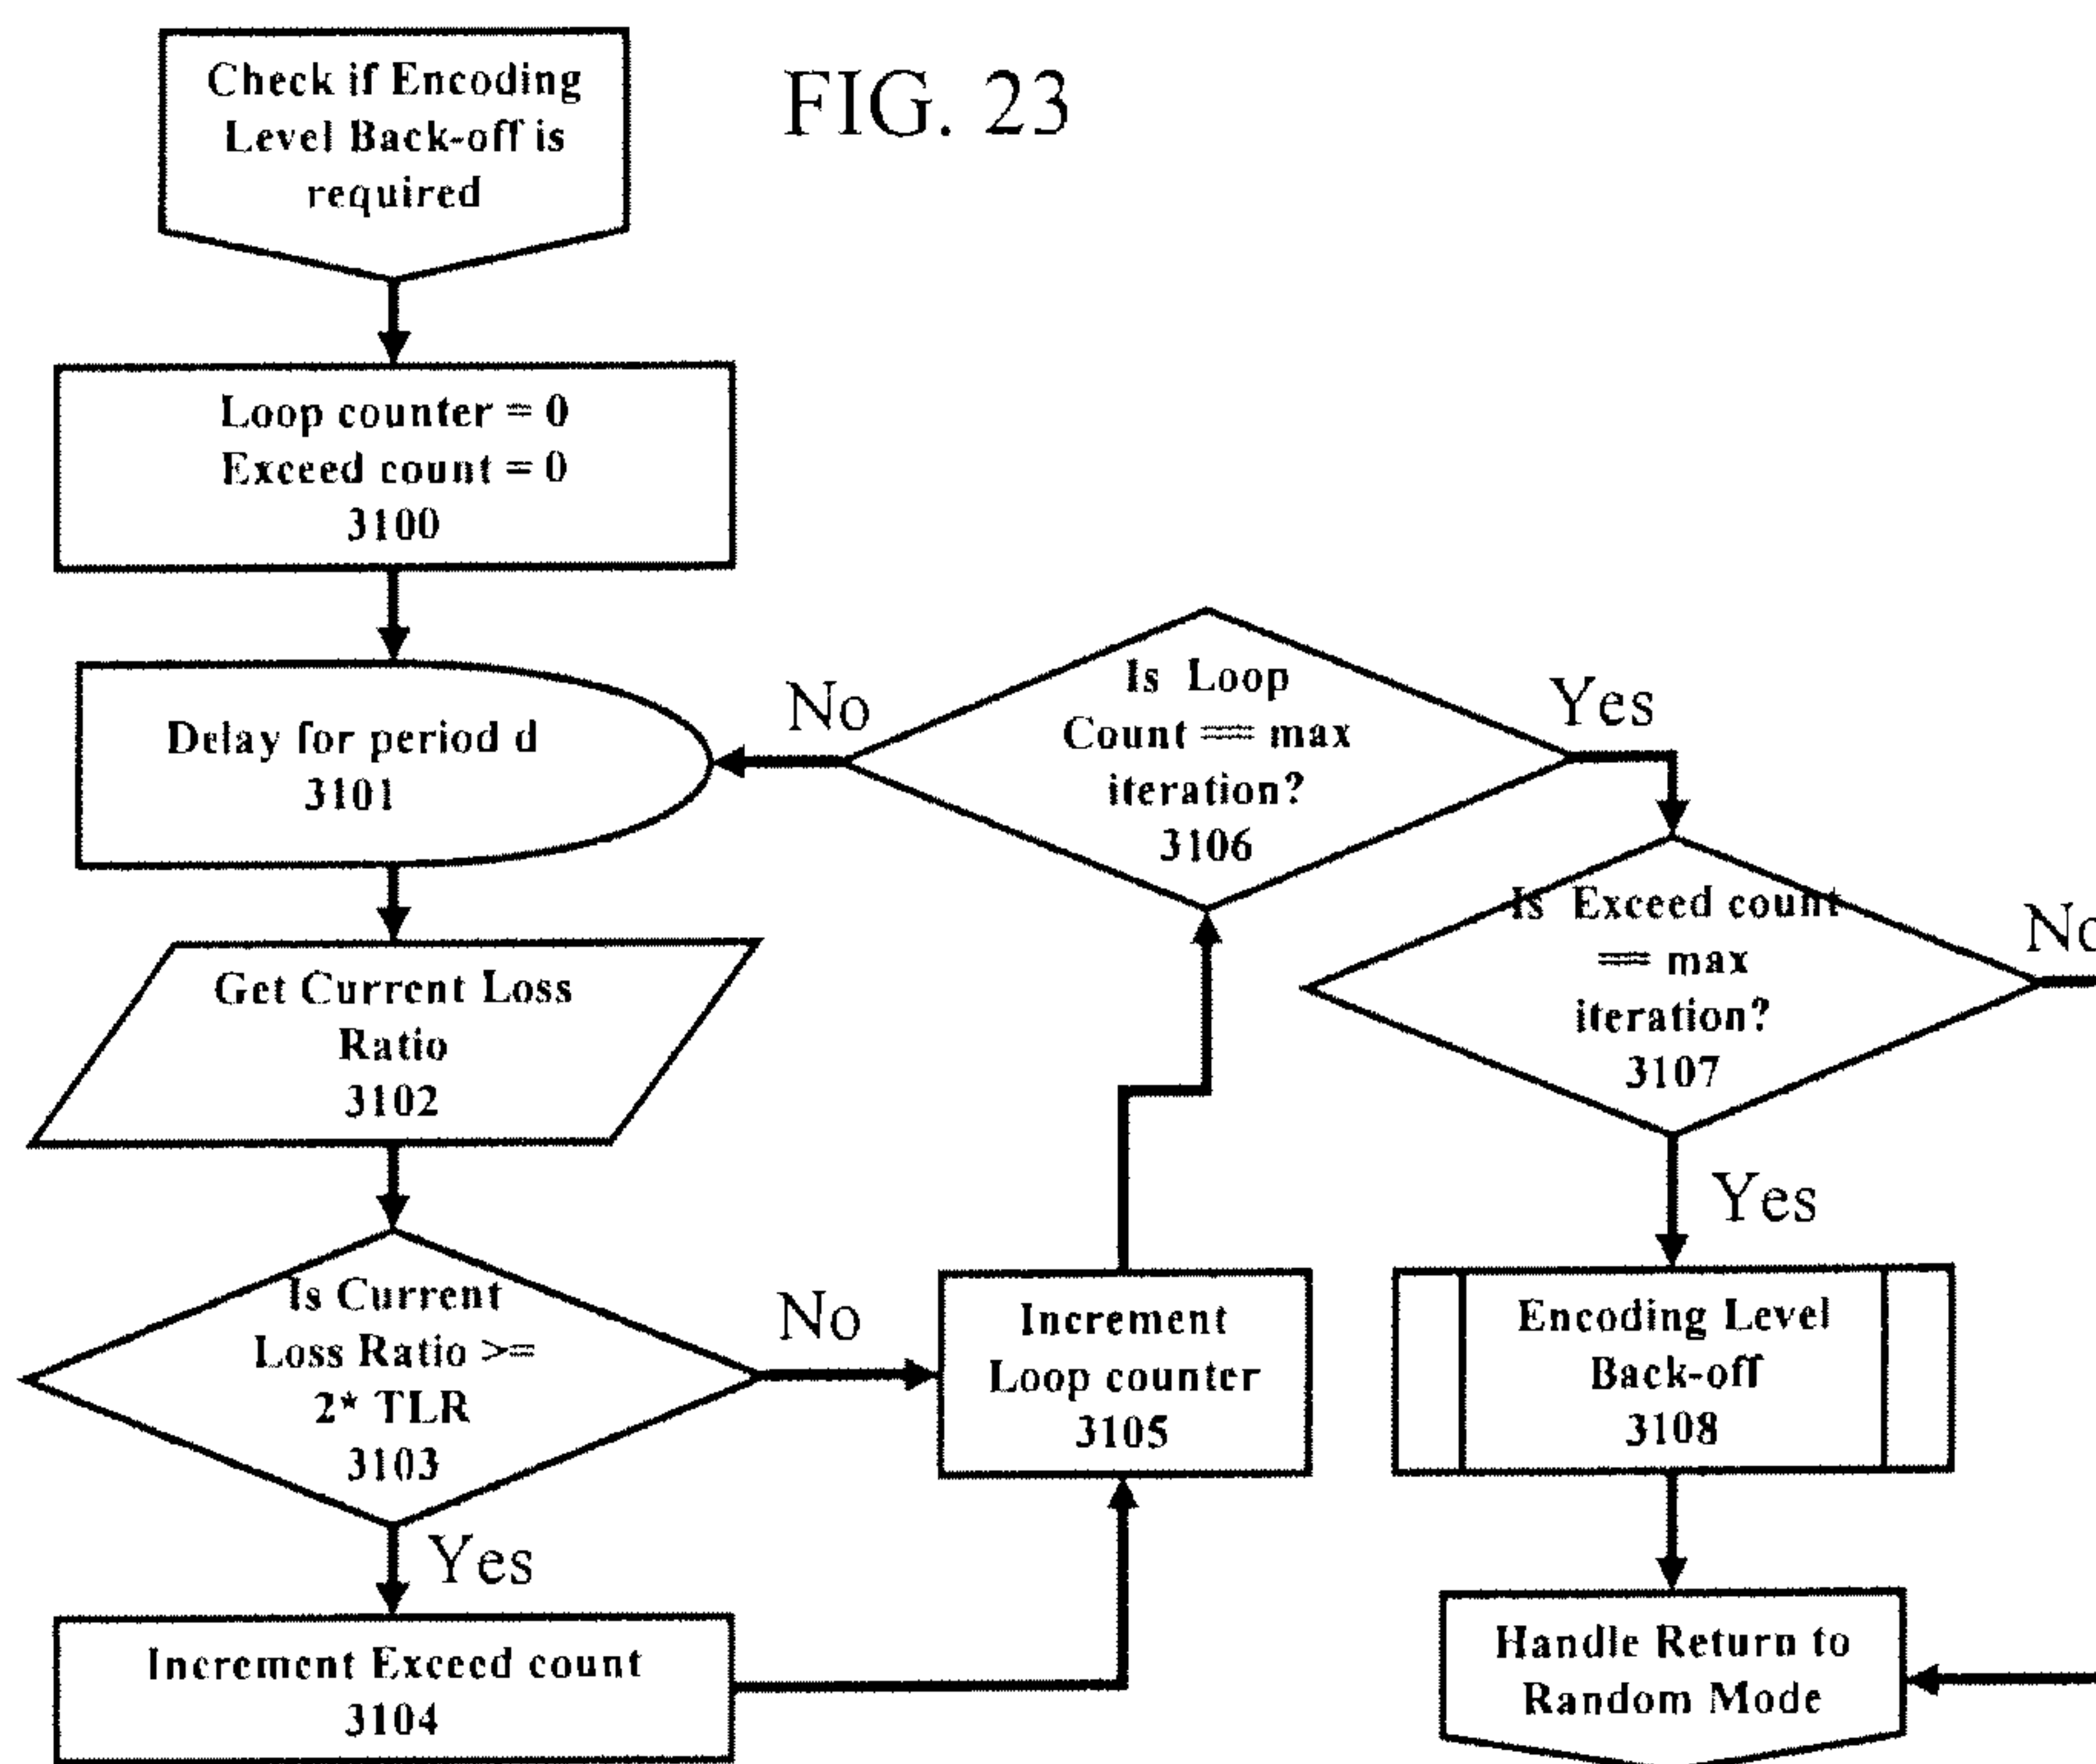 Check if Encoding
Level Back-off is
required
FIG. 23
Loop counter = 0
Exceed count = 0
3100
Delay for period d
3101
No
Is Loop
Count == max
iteration?
3106
Yes
Get Current Loss
Ratio
3102
Is Exceed count
== max
iteration?
3107
No
Yes
Is Current
Loss Ratio >=
2* TLR
3103
No
Increment
Loop counter
3105
Encoding Level
Back-off
3108
Yes
Increment Exceed count
3104
Handle Return to
Random Mode